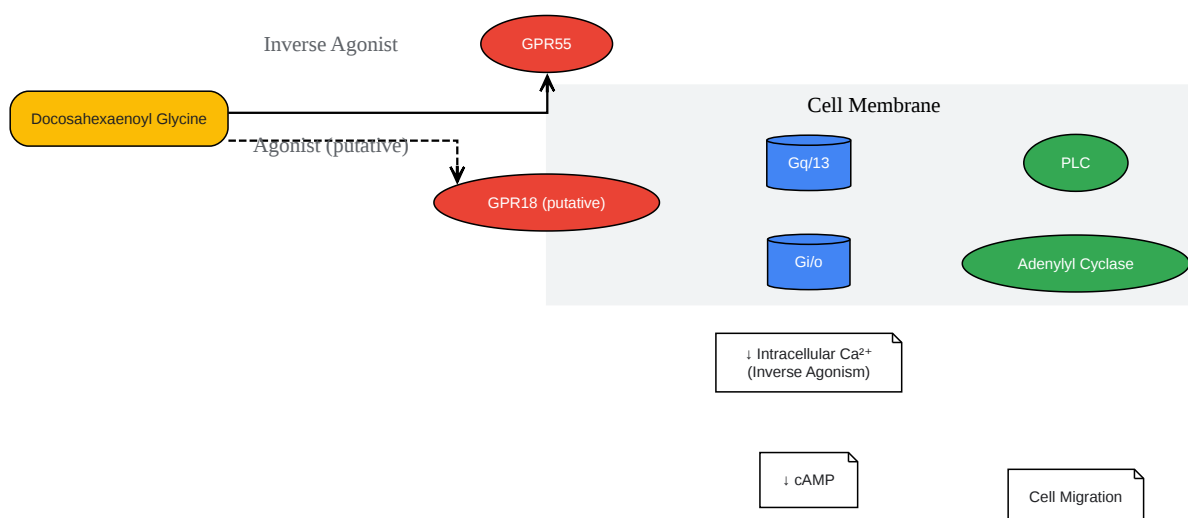 Inverse Agonist
GPR55
Docosahexaenoyl Glycine
Cell Membrane
Agonist (putative)
Gq/13
PLC
GPR18 (putative)
Gi/o
Adenylyl Cyclase
↓ Intracellular Ca²⁺
(Inverse Agonism)
↓ cAMP
Cell Migration